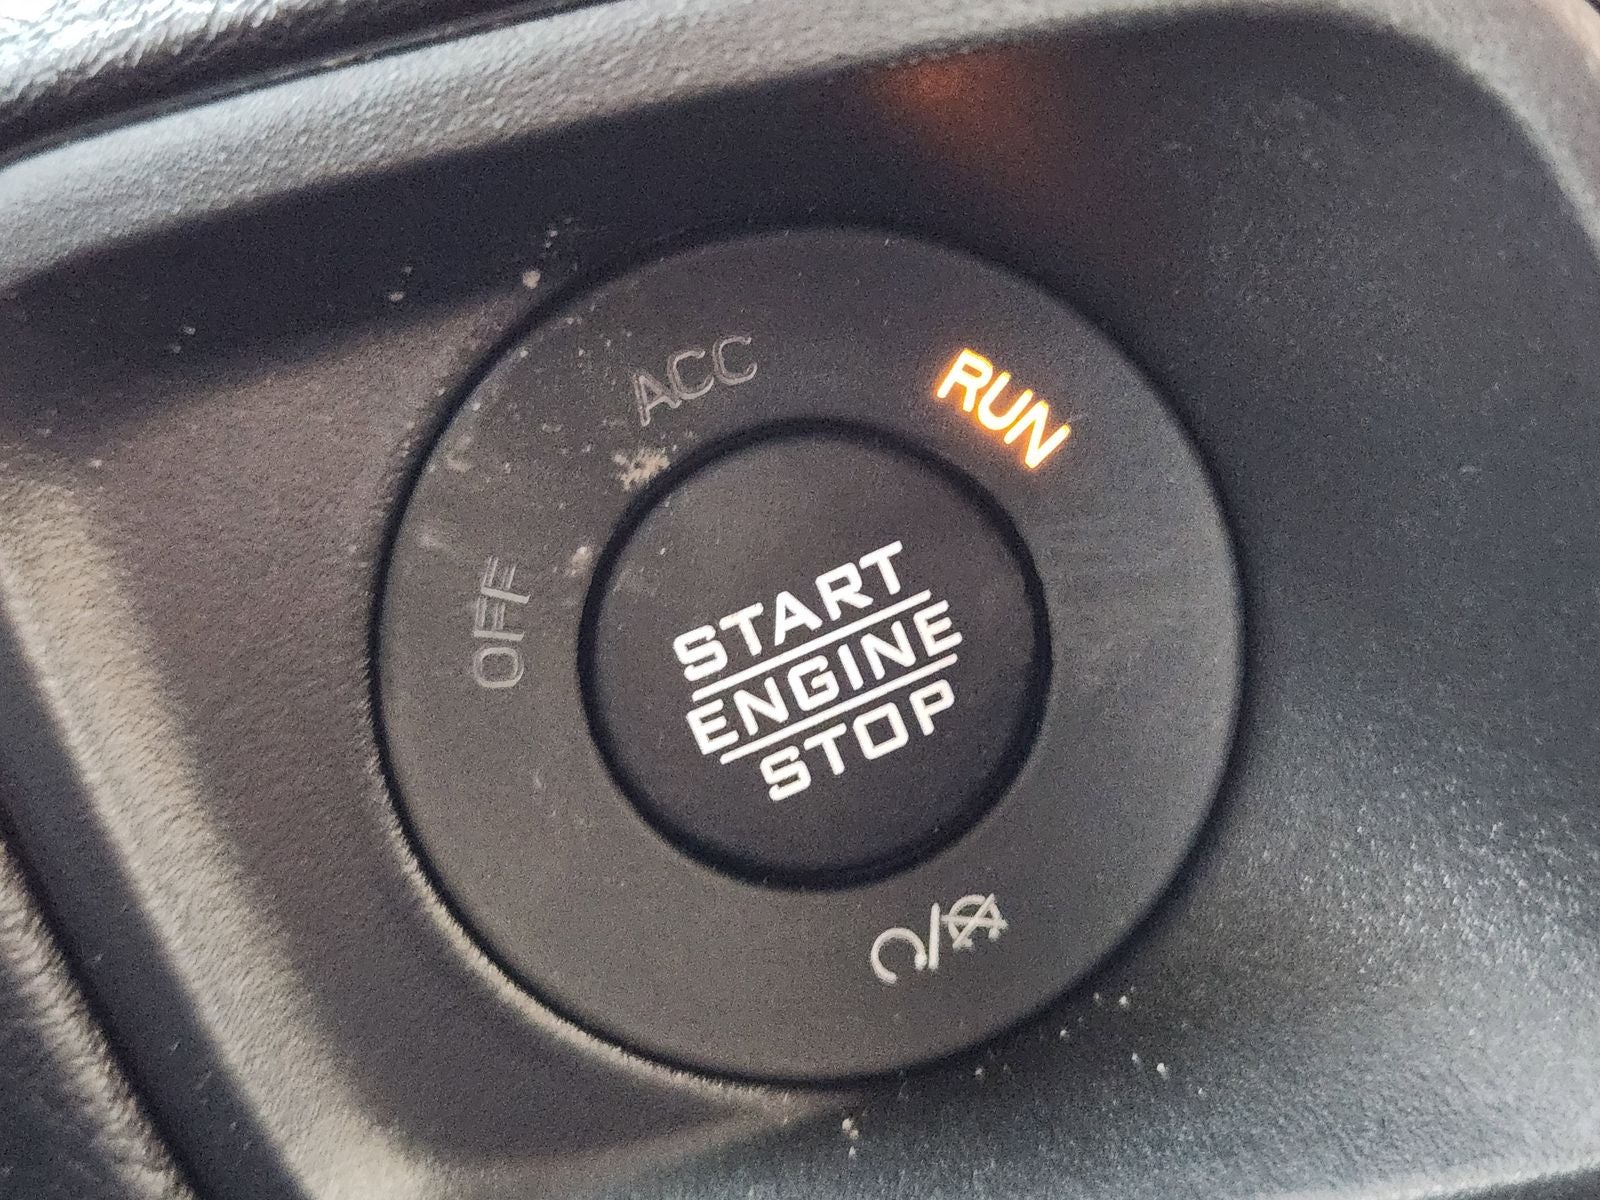 ACC
RUN
OFF
START
ENGINE
STOP